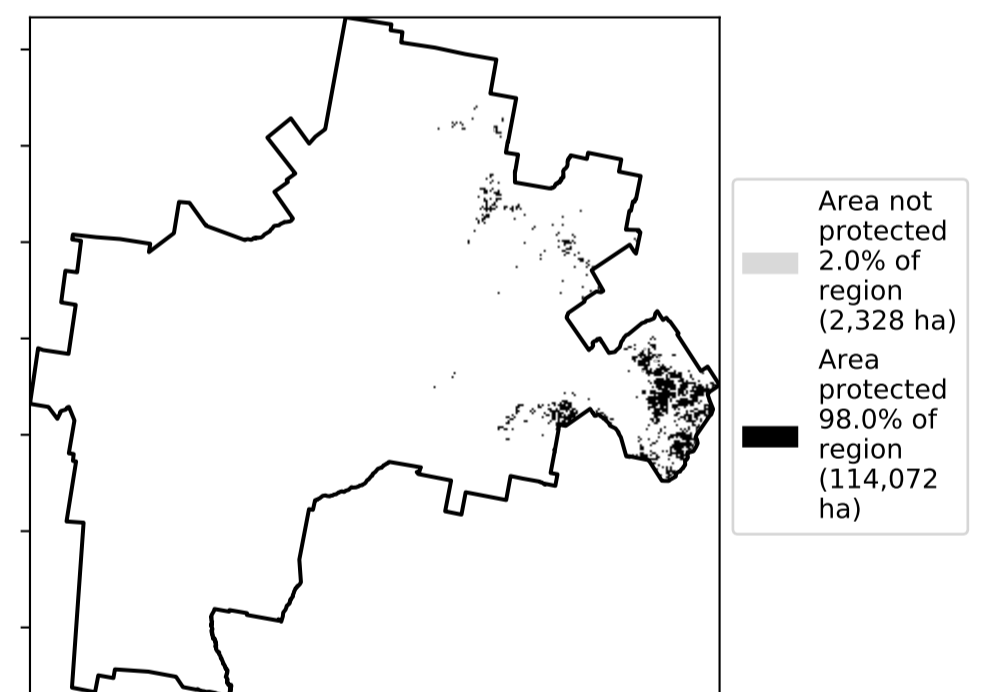 Area not
protected
2.0% of
region
(2,328 ha)
Area
protected
98.0% of
region
(114,072
ha)